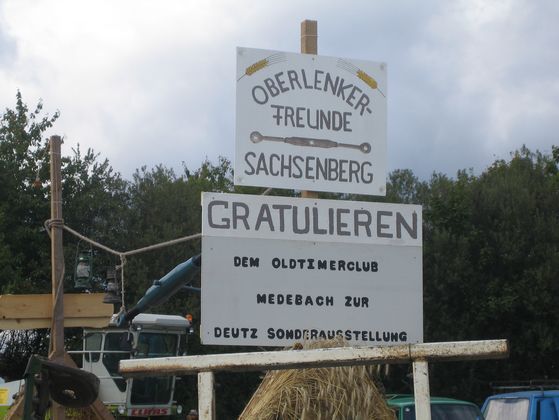 OBERLENKER-
FREUNDE
SACHSENBERG
GRATULIEREN
DEM OLDTIMERCLUB
MEDEBACH ZUR
DEUTZ SONDERAUSSTELLUNG
CLAAS